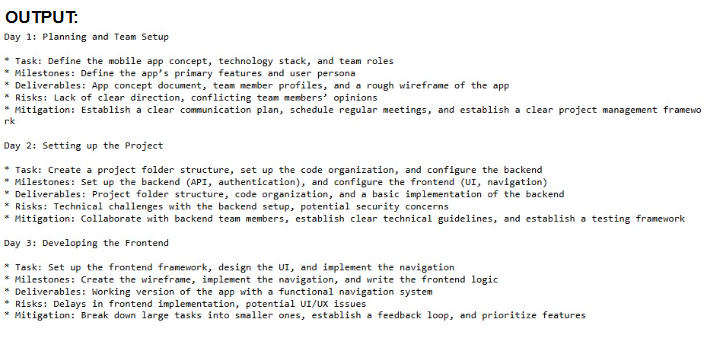 OUTPUT:
Day 1: Planning and Team Setup
* Task: Define the mobile app concept, technology stack, and team roles
* Milestones: Define the app’s primary features and user persona
* Deliverables: App concept document, team member profiles, and a rough wireframe of the app
* Risks: Lack of clear direction, conflicting team members’ opinions
* Mitigation: Establish a clear communication plan, schedule regular meetings, and establish a clear project management framewo
rk
Day 2: Setting up the Project
* Task: Create a project folder structure, set up the code organization, and configure the backend
* Milestones: Set up the backend (API, authentication), and configure the frontend (UI, navigation)
* Deliverables: Project folder structure, code organization, and a basic implementation of the backend
* Risks: Technical challenges with the backend setup, potential security concerns
* Mitigation: Collaborate with backend team members, establish clear technical guidelines, and establish a testing framework
Day 3: Developing the Frontend
* Task: Set up the frontend framework, design the UI, and implement the navigation
* Milestones: Create the wireframe, implement the navigation, and write the frontend logic
* Deliverables: Working version of the app with a functional navigation system
* Risks: Delays in frontend implementation, potential UI/UX issues
* Mitigation: Break down large tasks into smaller ones, establish a feedback loop, and prioritize features